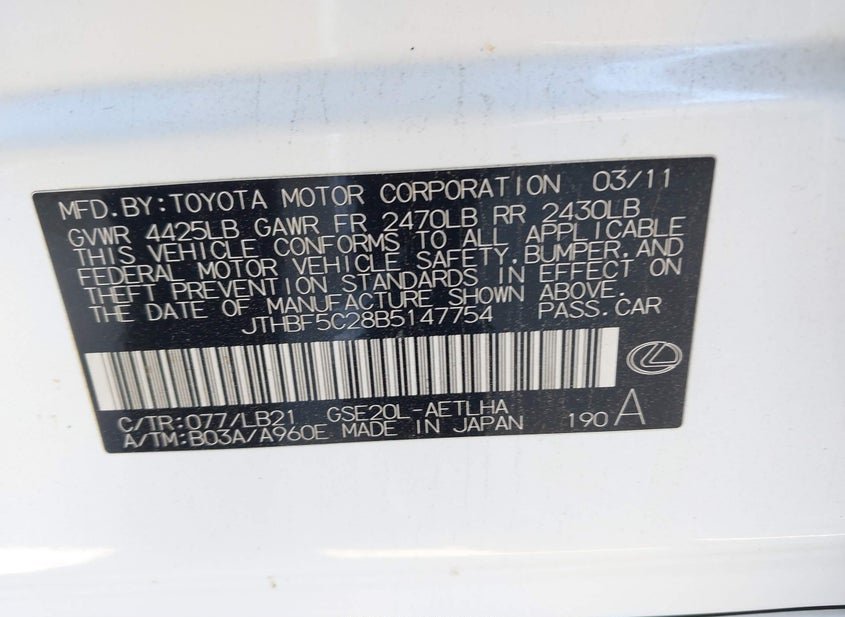 MFD.BY:TOYOTA MOTOR CORPORATION 03/11
GVWR 4425LB GAWR FR 2470LB RR 2430LB
THIS VEHICLE CONFORMS TO ALL APPLICABLE
FEDERAL MOTOR VEHICLE SAFETY,BUMPER,AND
THEFT PREVENTION STANDARDS IN EFFECT ON
THE DATE OF MANUFACTURE SHOWN ABOVE.
JTHBF5C28B5147754 PASS.CAR
C/TR:077/LB21 GSE20L-AETLHA
A/TM:B03A/A960E MADE IN JAPAN 190 A